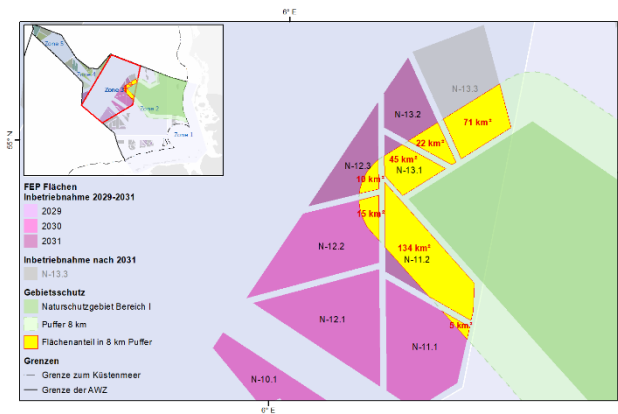 6° E
55° N
Zone 5
Zone 4
Zone 3
Zone 2
Zone 1
N-13.3
71 km²
N-13.2
22 km²
45 km²
N-13.1
N-12.3
10 km²
15 km²
134 km²
N-11.2
N-12.2
N-12.1
5 km²
N-11.1
N-10.1
6° E
FEP Flächen
Inbetriebnahme 2029-2031
2029
2030
2031
Inbetriebnahme nach 2031
N-13.3
Gebietsschutz
Naturschutzgebiet Bereich I
Puffer 8 km
Flächenanteil in 8 km Puffer
Grenzen
Grenze zum Küstenmeer
Grenze der AWZ